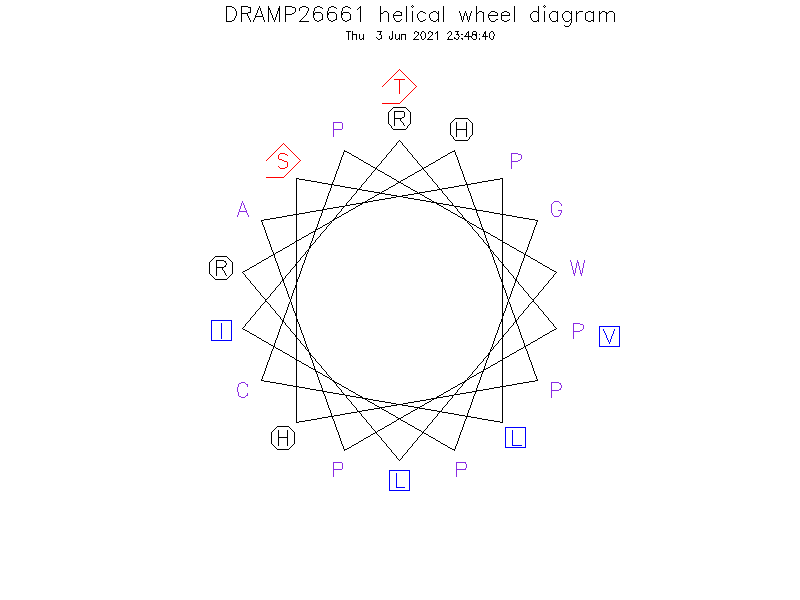 DRAMP26661 helical wheel diagram
Thu 3 Jun 2021 23:48:40
T
P R H
S P
A G
R W
I P V
C P
H L
P L P